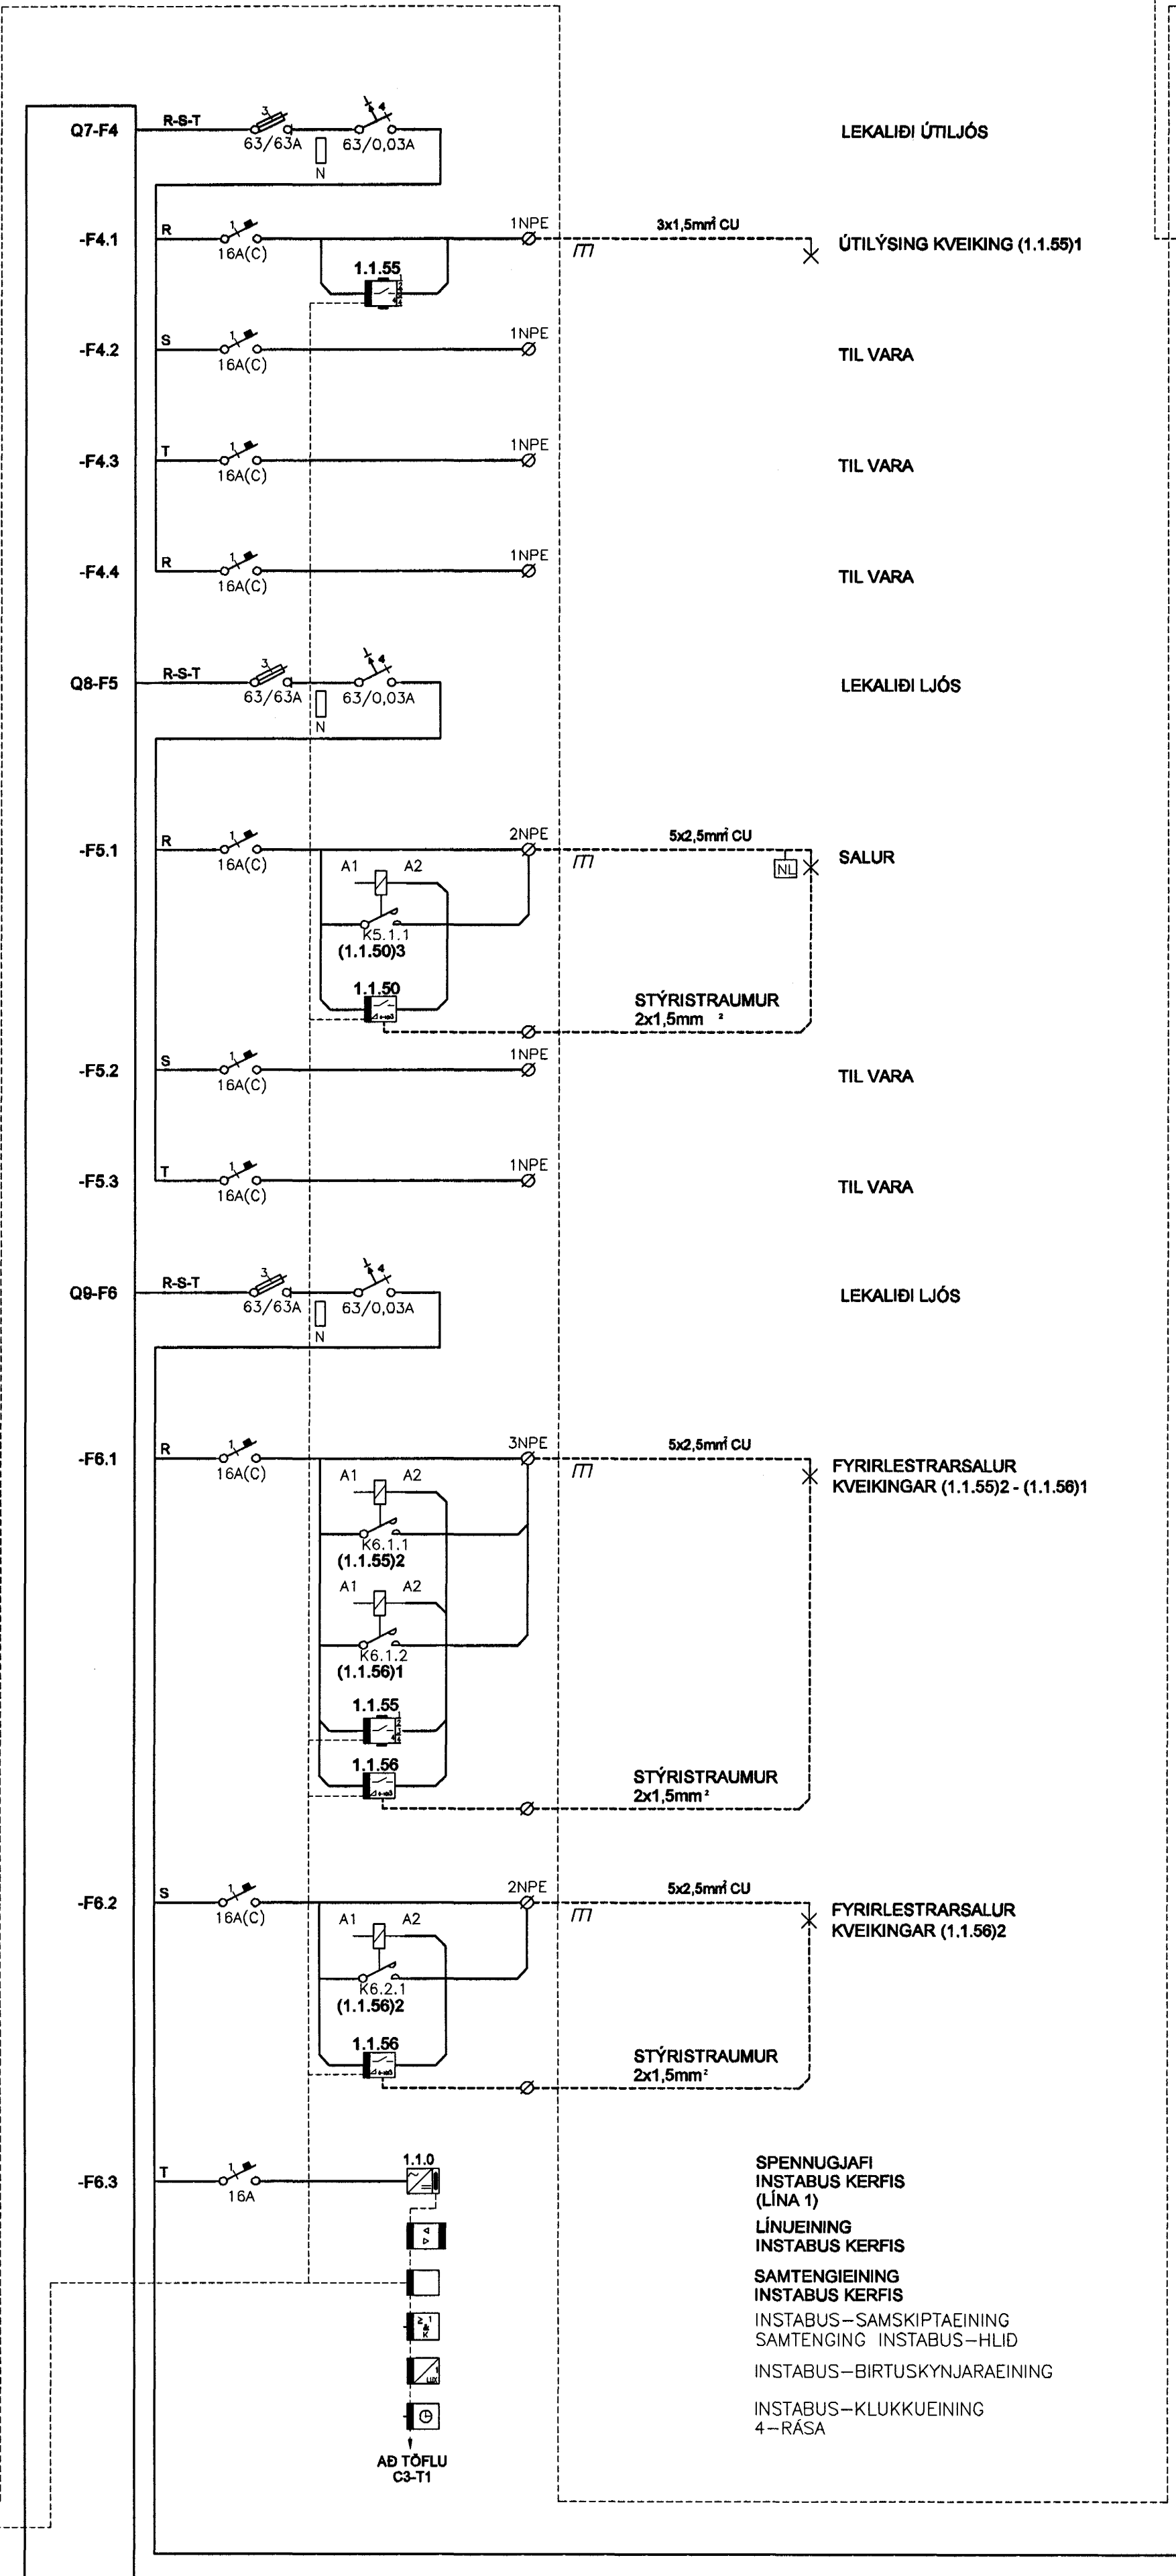 Q7-F4
R-S-T
3
63/63A
N
4
63/0,03A
LEKALIÐI ÚTILJÓS
-F4.1
R
1
16A(C)
1.1.55
1NPE
3x1,5mm² CU
ÚTILÝSING KVEIKING (1.1.55)1
-F4.2
S
1
16A(C)
1NPE
TIL VARA
-F4.3
T
1
16A(C)
1NPE
TIL VARA
-F4.4
R
1
16A(C)
1NPE
TIL VARA
Q8-F5
R-S-T
3
63/63A
N
4
63/0,03A
LEKALIÐI LJÓS
-F5.1
R
1
16A(C)
2NPE
5x2,5mm² CU
NL
SALUR
A1 A2
K5.1.1
(1.1.50)3
1.1.50
STÝRISTRAUMUR
2x1,5mm ²
-F5.2
S
1
16A(C)
1NPE
TIL VARA
-F5.3
T
1
16A(C)
1NPE
TIL VARA
Q9-F6
R-S-T
3
63/63A
N
4
63/0,03A
LEKALIÐI LJÓS
-F6.1
R
1
16A(C)
3NPE
5x2,5mm² CU
FYRIRLESTRARSALUR
KVEIKINGAR (1.1.55)2 - (1.1.56)1
A1 A2
K6.1.1
(1.1.55)2
A1 A2
K6.1.2
(1.1.56)1
1.1.55
1.1.56
STÝRISTRAUMUR
2x1,5mm²
-F6.2
S
1
16A(C)
2NPE
5x2,5mm² CU
FYRIRLESTRARSALUR
KVEIKINGAR (1.1.56)2
A1 A2
K6.2.1
(1.1.56)2
1.1.56
STÝRISTRAUMUR
2x1,5mm²
-F6.3
T
1
16A
1.1.0
SPENNUGJAFI
INSTABUS KERFIS
(LÍNA 1)
LÍNUEINING
INSTABUS KERFIS
SAMTENGIEINING
INSTABUS KERFIS
≥1
&
K
INSTABUS-SAMSKIPTAEINING
SAMTENGING INSTABUS-HLIÐ
LUX
INSTABUS-BIRTUSKYNJARAEINING
INSTABUS-KLUKKUEINING
4-RÁSA
AÐ TÖFLU
C3-T1